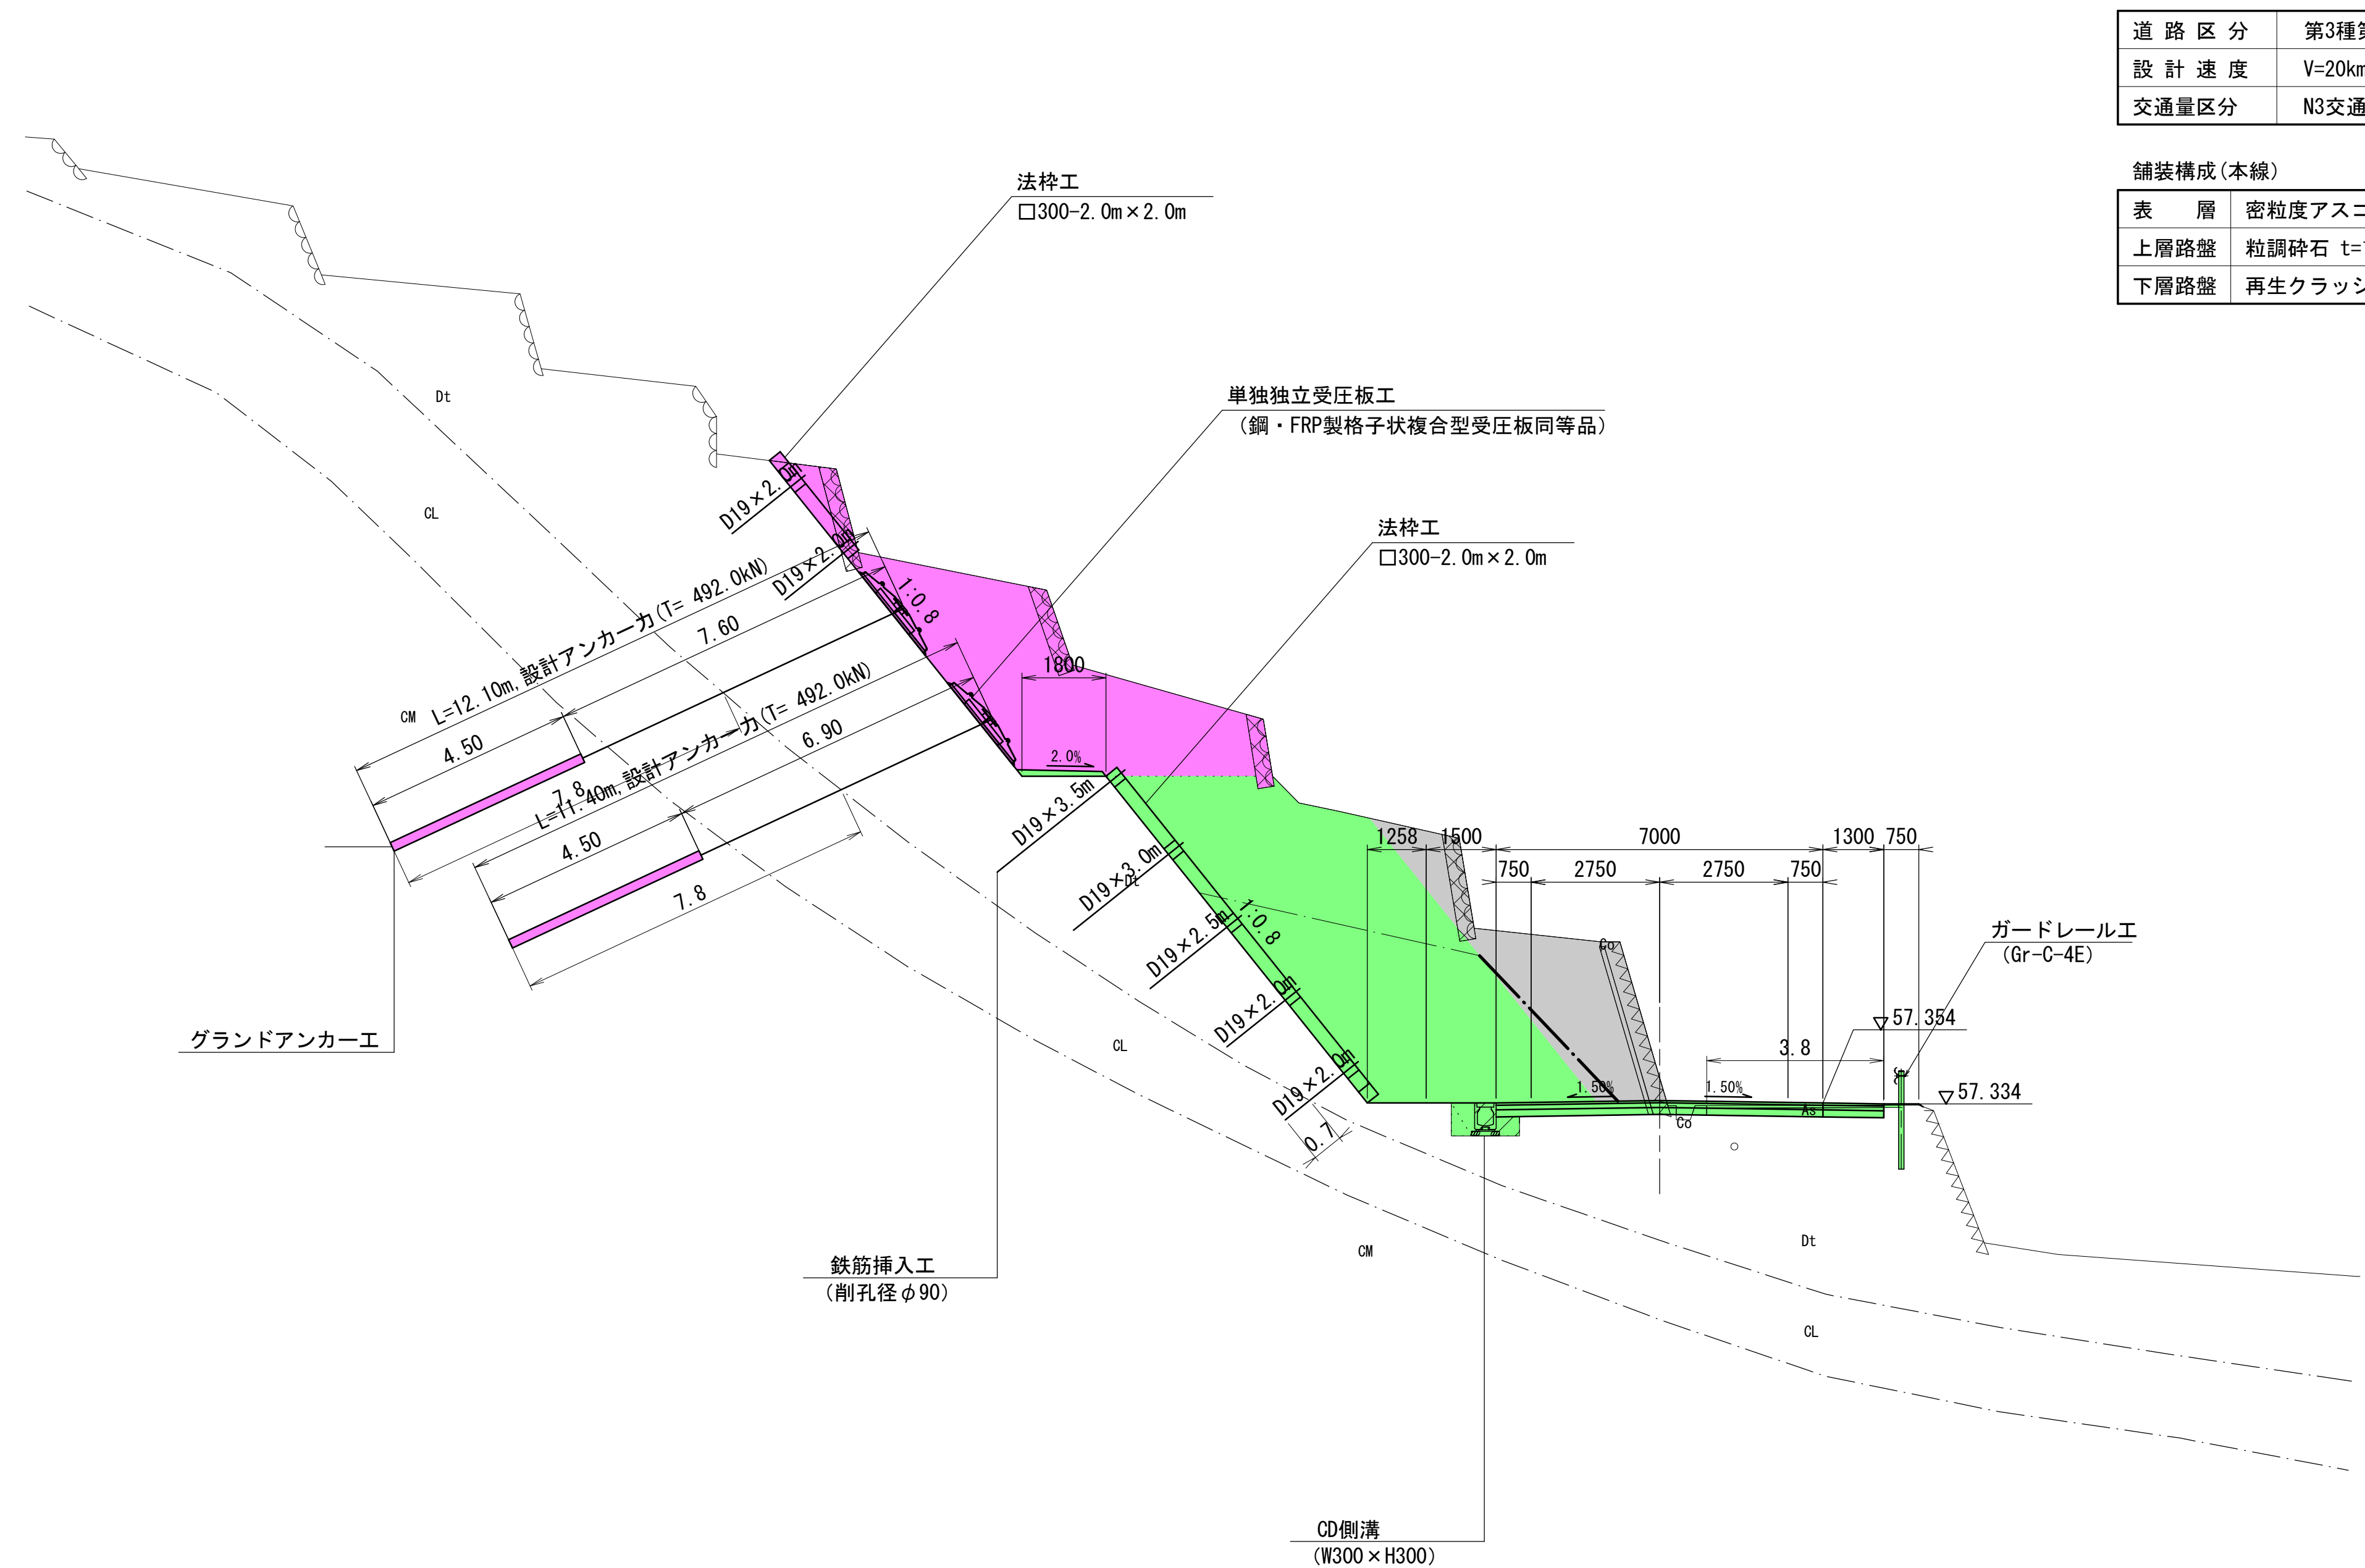 道路区分 第3種第
設計速度 V=20km
交通量区分 N3交通
舗装構成(本線)
表 層 密粒度アスコ
上層路盤 粒調砕石 t=1
下層路盤 再生クラッシ
法枠工
□300-2.0m×2.0m
単独独立受圧板工
(鋼・FRP製格子状複合型受圧板同等品)
法枠工
□300-2.0m×2.0m
Dt
CL
CM
D19×2.0m
D19×2.0m
1:0.8
L=12.10m,設計アンカー力(T= 492.0kN)
7.60
4.50
7.8
L=11.40m,設計アンカー力(T= 492.0kN)
6.90
4.50
7.8
1800
2.0%
D19×3.5m
D19×3.0m
Dt
D19×2.5m
1:0.8
D19×2.0m
D19×2.0m
0.7
1258 1500 7000 1300 750
750 2750 2750 750
Co
ガードレール工
(Gr-C-4E)
57.354
3.8
1.50% 1.50%
57.334
As
Co
グランドアンカー工
CL
CM
Dt
CL
鉄筋挿入工
(削孔径φ90)
CD側溝
(W300×H300)